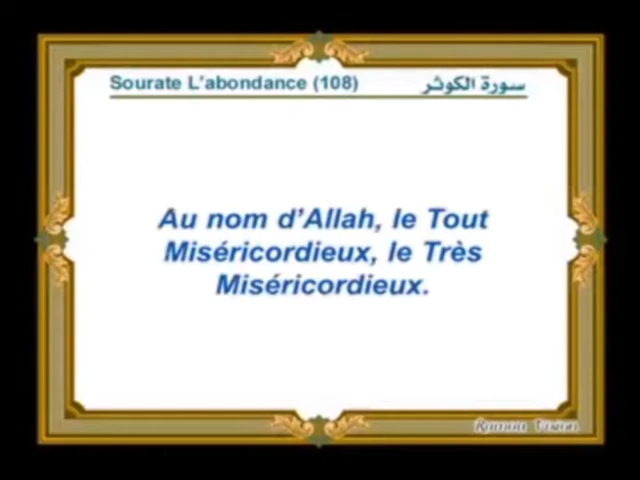 Sourate L'abondance (108) سورة الكوثر
Au nom d'Allah, le Tout
Miséricordieux, le Très
Miséricordieux.